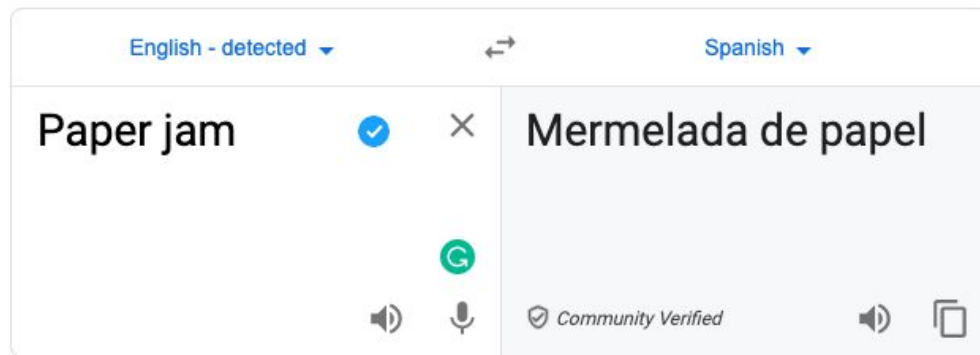 English - detected
Spanish
Paper jam
Mermelada de papel
Community Verified